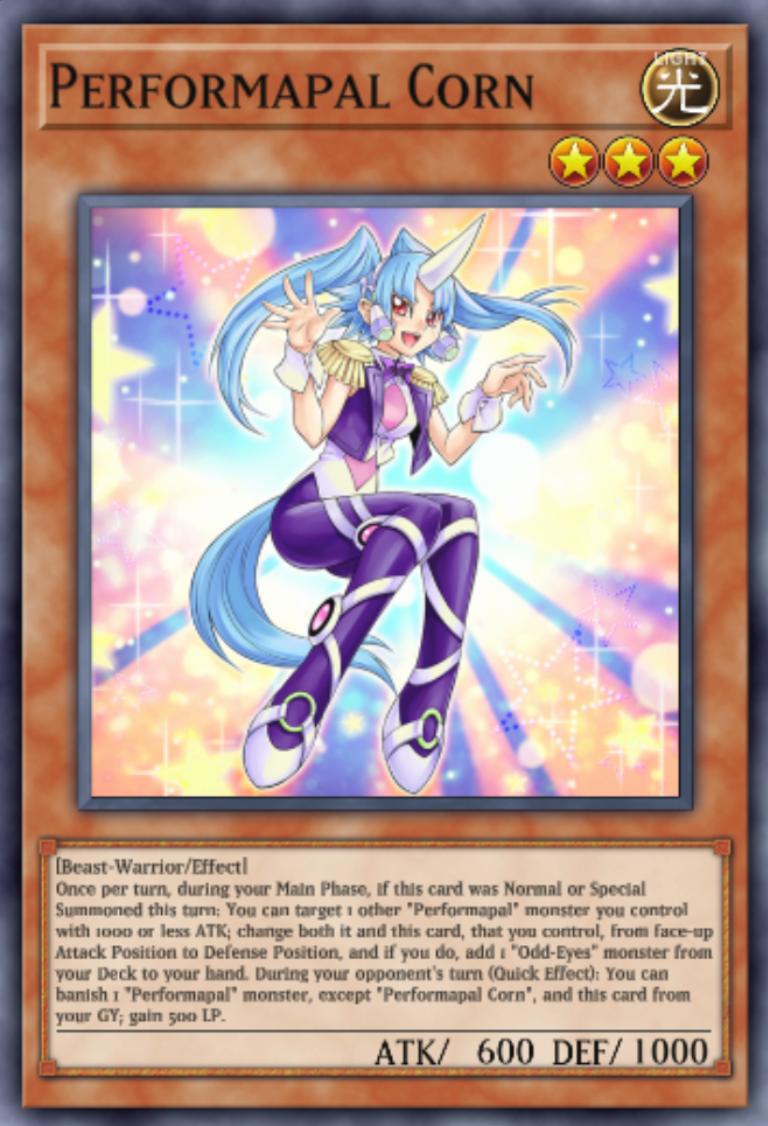 Performapal Corn
LIGHT
光
[Beast-Warrior/Effect]
Once per turn, during your Main Phase, if this card was Normal or Special
Summoned this turn: You can target 1 other "Performapal" monster you control
with 1000 or less ATK; change both it and this card, that you control, from face-up
Attack Position to Defense Position, and if you do, add 1 "Odd-Eyes" monster from
your Deck to your hand. During your opponent's turn (Quick Effect): You can
banish 1 "Performapal" monster, except "Performapal Corn", and this card from
your GY; gain 500 LP.
ATK/ 600 DEF/ 1000